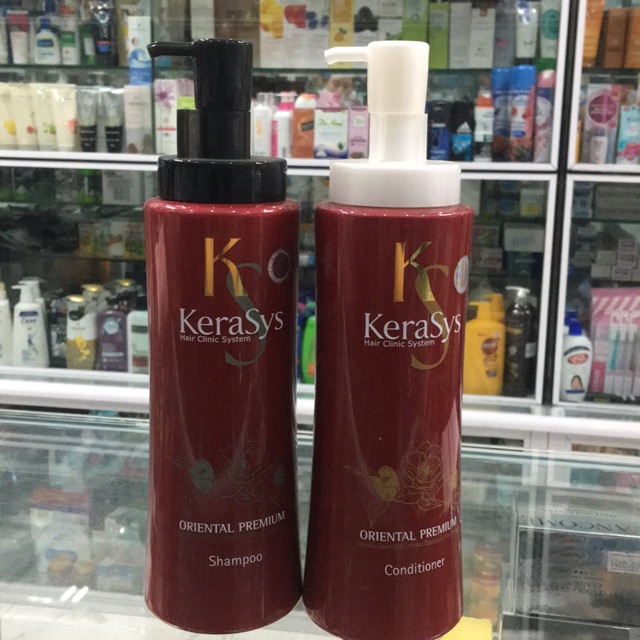 KS
KeraSys
Hair Clinic System
ORIENTAL PREMIUM
Shampoo
KS
KeraSys
Hair Clinic System
ORIENTAL PREMIUM
Conditioner